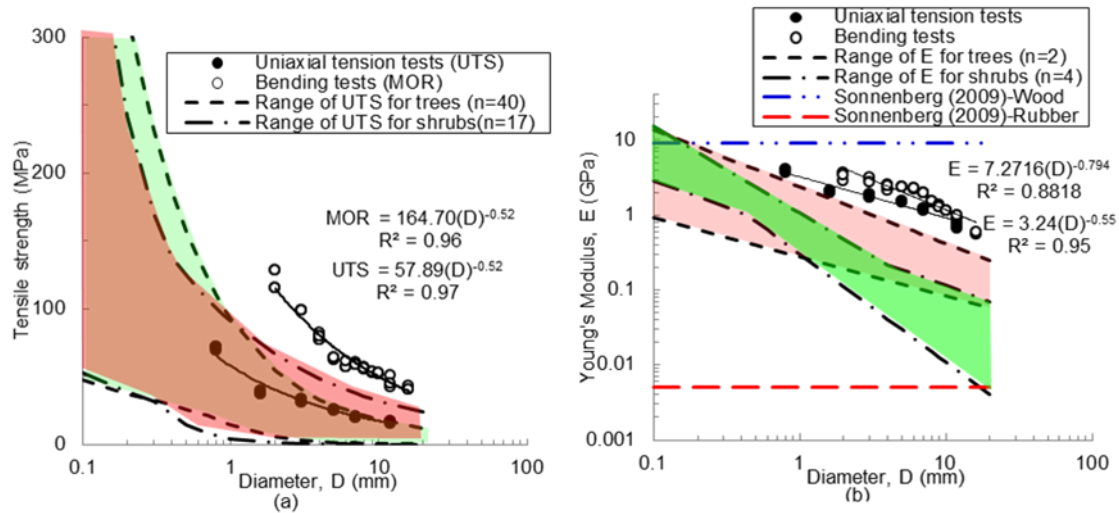 Uniaxial tension tests (UTS)
Bending tests (MOR)
Range of UTS for trees (n=40)
Range of UTS for shrubs(n=17)
Tensile strength (MPa)
300
200
100
0
MOR = 164.70(D)-0.52
R² = 0.96
UTS = 57.89(D)-0.52
R² = 0.97
0.1
1
10
100
Diameter, D (mm)
(a)
Uniaxial tension tests
Bending tests
Range of E for trees (n=2)
Range of E for shrubs (n=4)
Sonnenberg (2009)-Wood
Sonnenberg (2009)-Rubber
Young's Modulus, E (GPa)
10
1
0.1
0.01
0.001
E = 7.2716(D)-0.794
R² = 0.8818
E = 3.24(D)-0.55
R² = 0.95
0.1
1
10
100
Diameter, D (mm)
(b)